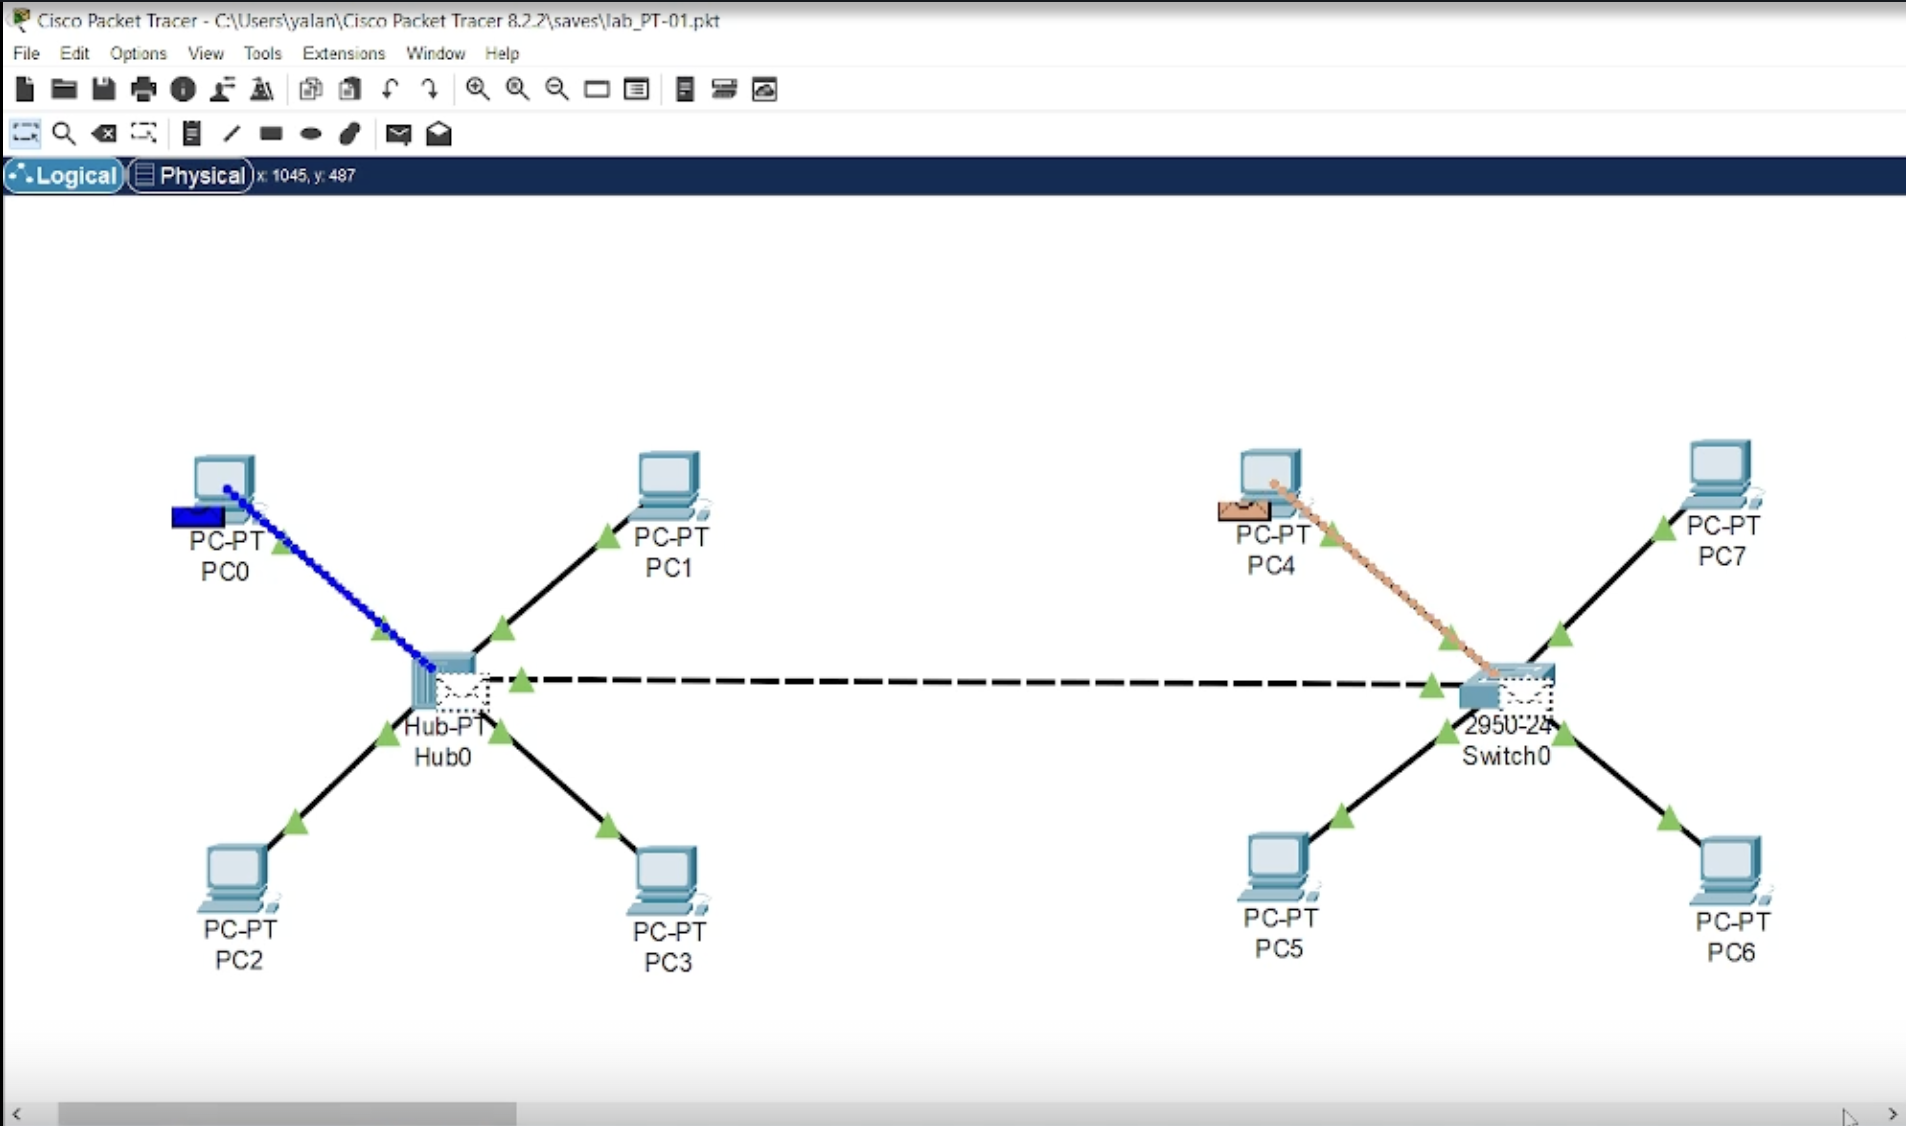 Cisco Packet Tracer - C:\Users\yalan\Cisco Packet Tracer 8.2.2\saves\lab_PT-01.pkt
File Edit Options View Tools Extensions Window Help
Logical Physical x: 1045, y: 487
PC-PT
PC0
PC-PT
PC1
PC-PT
PC4
PC-PT
PC7
Hub-PT
Hub0
2950-24
Switch0
PC-PT
PC2
PC-PT
PC3
PC-PT
PC5
PC-PT
PC6